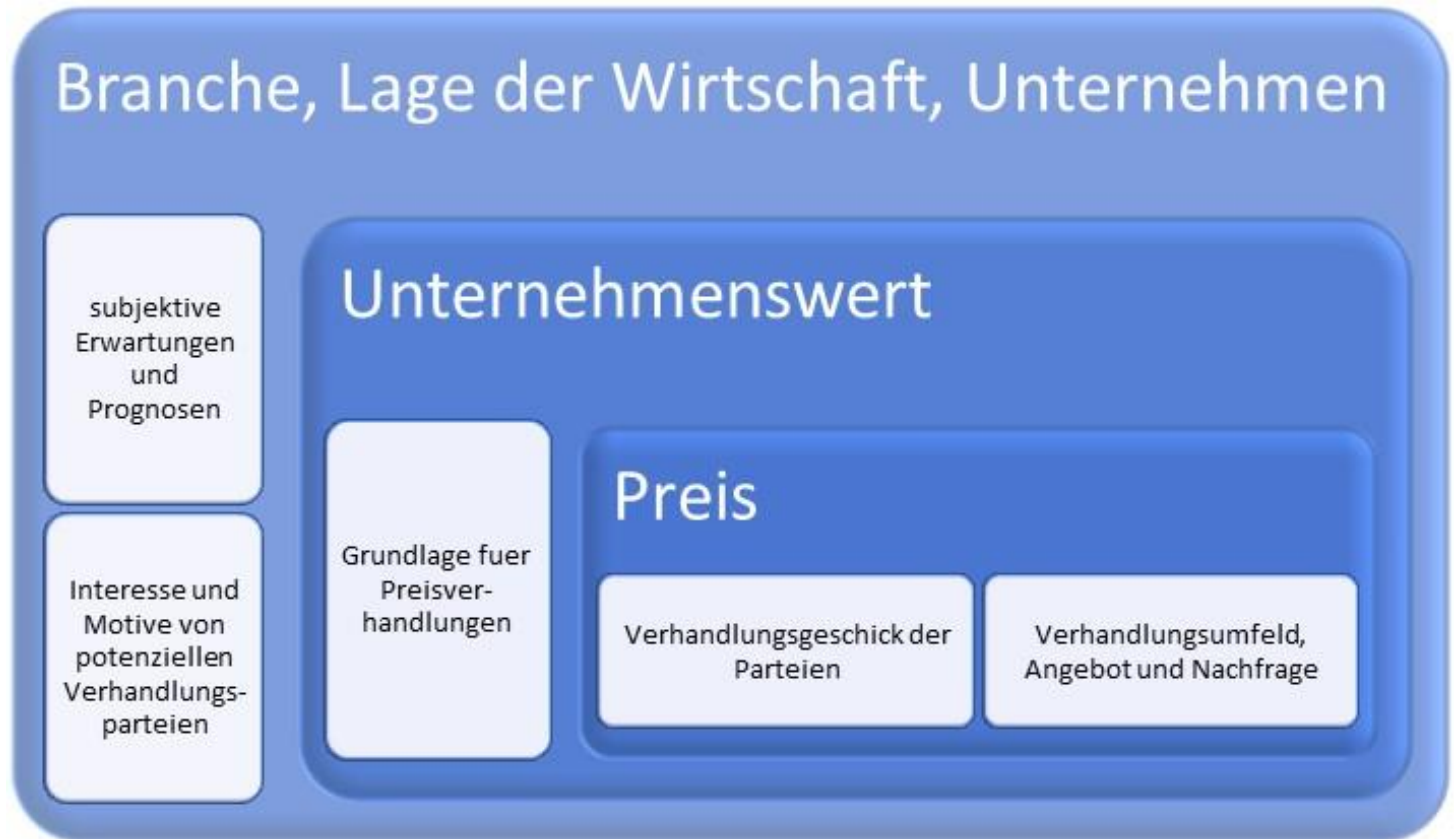 Branche, Lage der Wirtschaft, Unternehmen
subjektive
Erwartungen
und
Prognosen
Interesse und
Motive von
potenziellen
Verhandlungs-
parteien
Unternehmenswert
Grundlage fuer
Preisver-
handlungen
Preis
Verhandlungsgeschick der
Parteien
Verhandlungsumfeld,
Angebot und Nachfrage